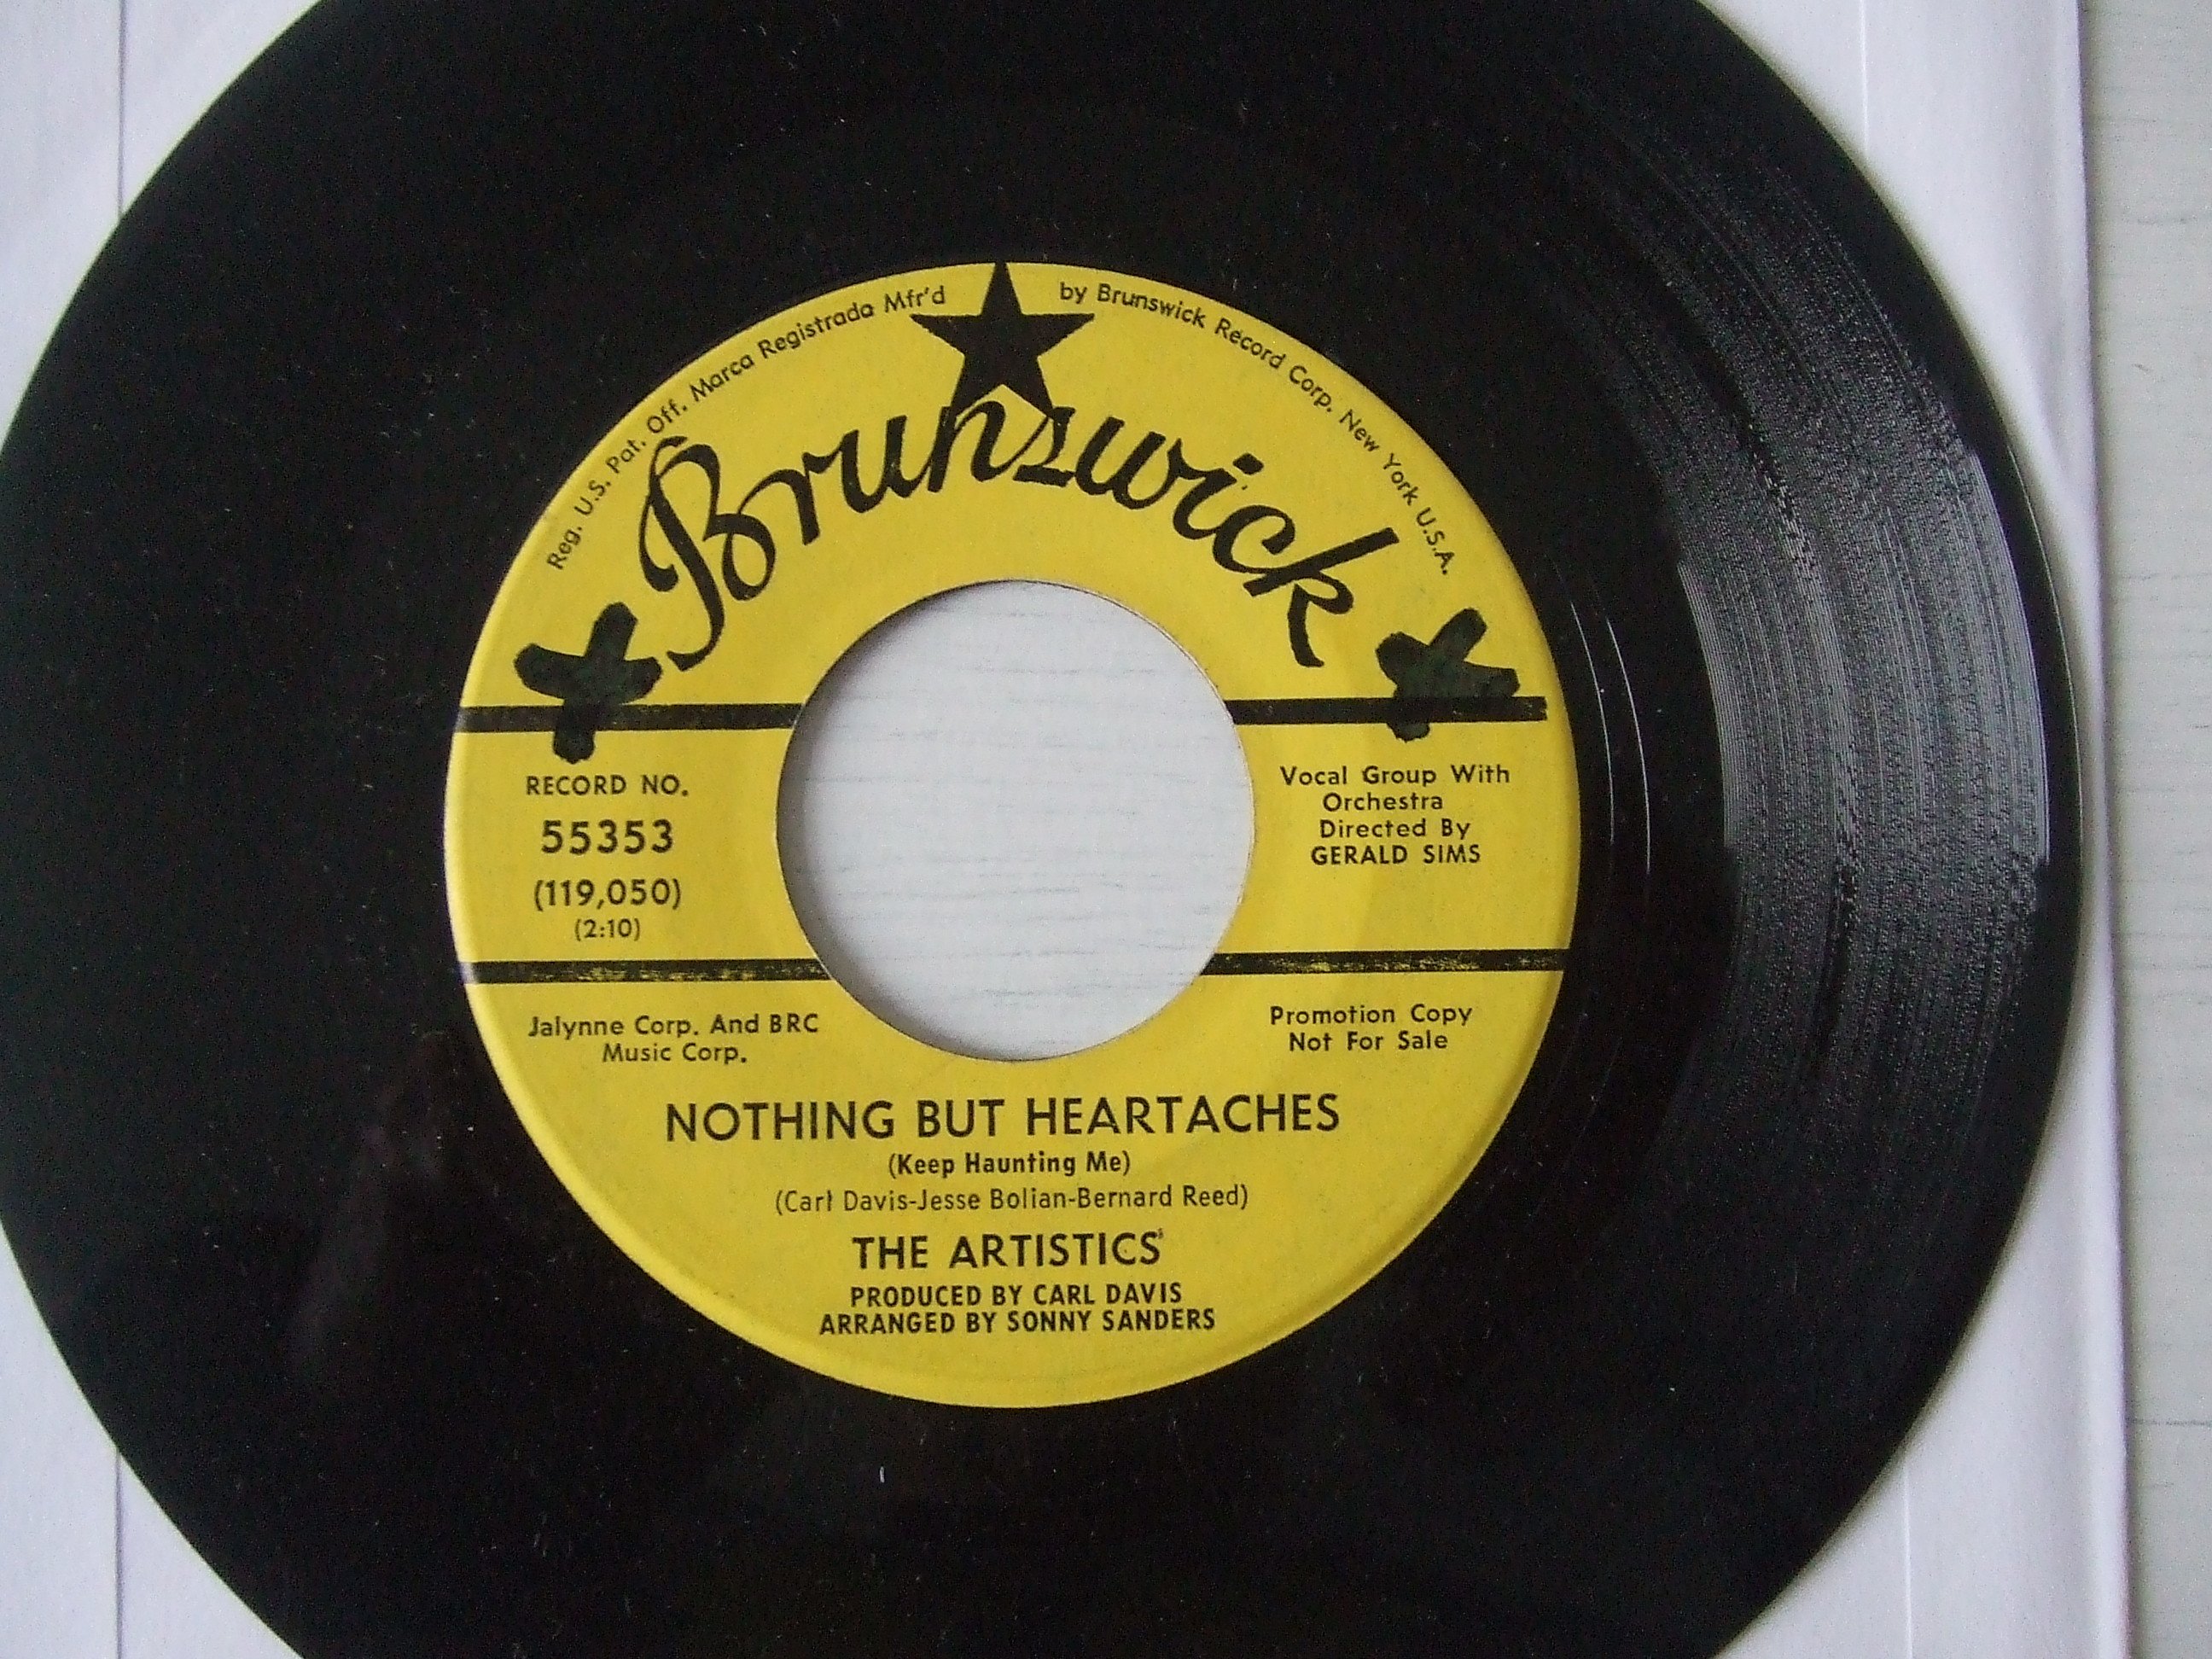 Reg. U.S. Pat. Off. Marca Registrada Mfr'd by Brunswick Record Corp. New York U.S.A.
Brunswick
RECORD NO.
55353
(119,050)
(2:10)
Vocal Group With
Orchestra
Directed By
GERALD SIMS
Jalynne Corp. And BRC
Music Corp.
Promotion Copy
Not For Sale
NOTHING BUT HEARTACHES
(Keep Haunting Me)
(Carl Davis-Jesse Bolian-Bernard Reed)
THE ARTISTICS
PRODUCED BY CARL DAVIS
ARRANGED BY SONNY SANDERS